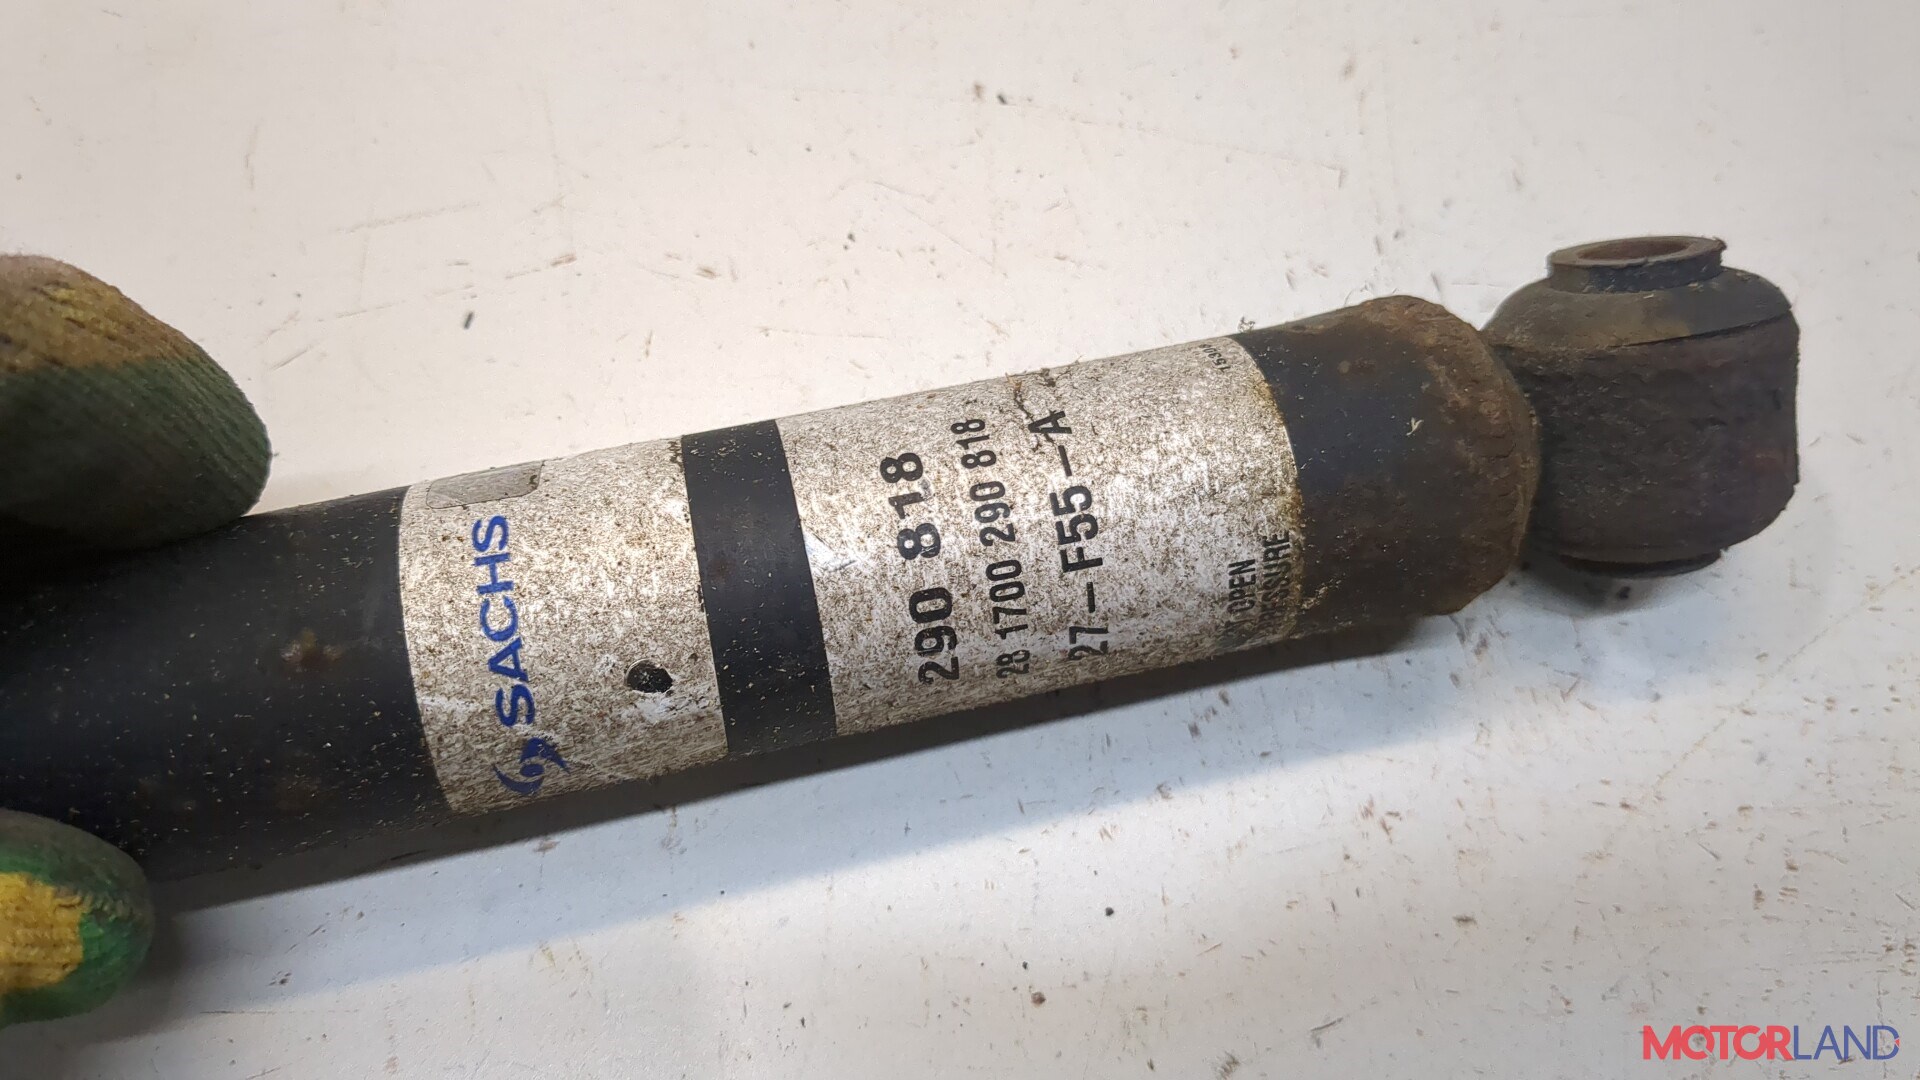 SACHS
290 818
28 1700 290 818
27-F55-A
OPEN
PRESSURE
MOTORLAND